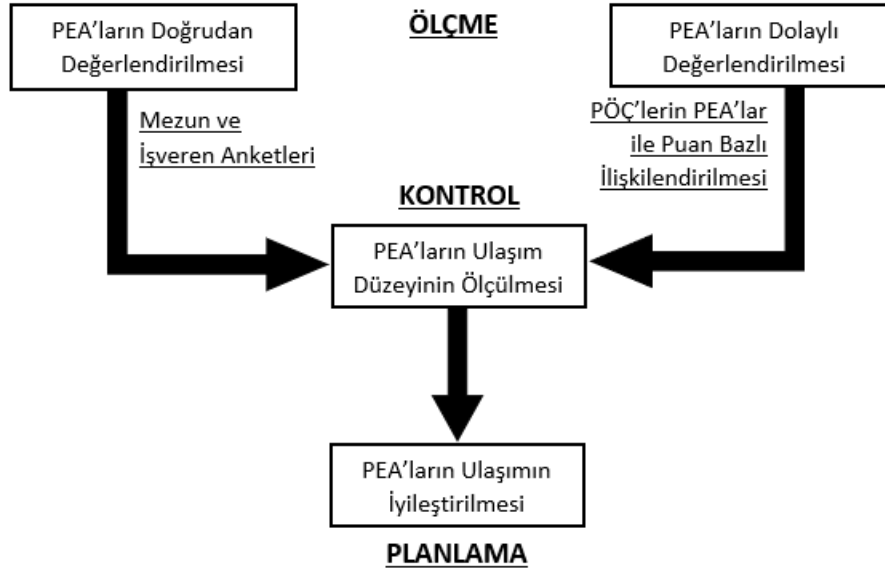 PEA'ların Doğrudan
Değerlendirilmesi
ÖLÇME
PEA'ların Dolaylı
Değerlendirilmesi
Mezun ve
İşveren Anketleri
PÖÇ'lerin PEA'lar
ile Puan Bazlı
İlişkilendirilmesi
KONTROL
PEA'ların Ulaşım
Düzeyinin Ölçülmesi
PEA'ların Ulaşımın
İyileştirilmesi
PLANLAMA